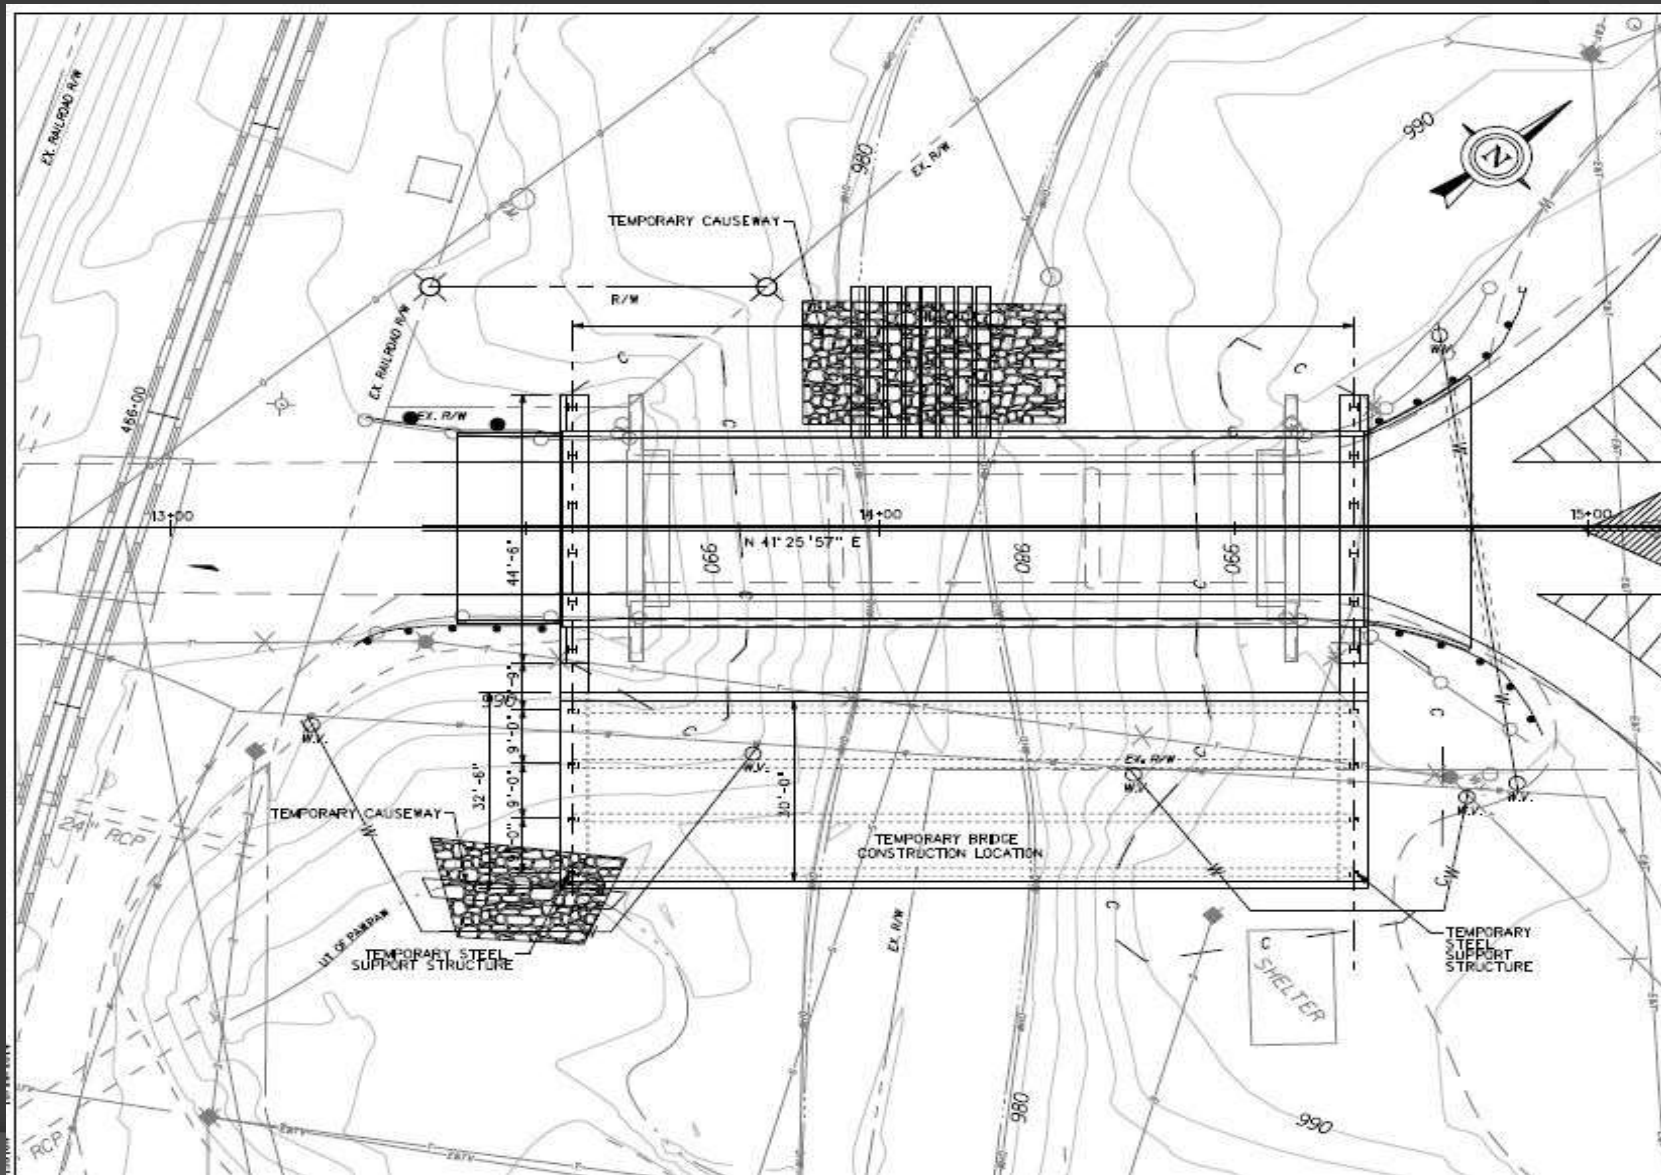 EX. RAILROAD R/W
990
N
980
EX. R/W
TEMPORARY CAUSEWAY
R/W
EX. RAILROAD R/W
C
C
W.V.
466+00
EX. R/W
C
C
W
13+00
14+00
15+00
N 41°25'57" E
44'-6"
990
980
990
C
C
990
C
C
C
W
W.V.
W.V.
EX. R/W
W.V.
W.V.
W.V.
9'-0"
9'-0"
32'-6"
30'-0"
TEMPORARY CAUSEWAY
W
24" RCP
TEMPORARY BRIDGE
CONSTRUCTION LOCATION
W
C
UT OF PAWPAW
EX. R/W
TEMPORARY STEEL
SUPPORT STRUCTURE
TEMPORARY
STEEL
SUPPORT
STRUCTURE
C
SHELTER
980
990
RCP